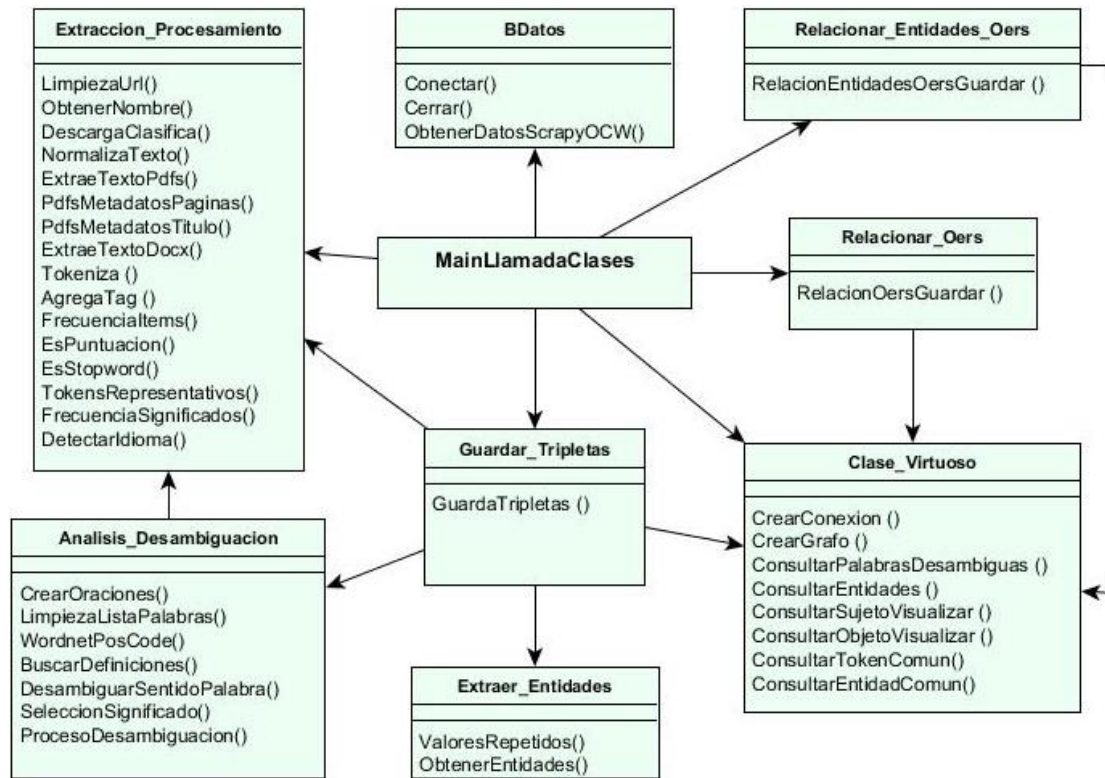 Extraccion_Procesamiento
LimpiezaUrl()
ObtenerNombre()
DescargaClasifica()
NormalizaTexto()
ExtraeTextoPdfs()
PdfsMetadatosPaginas()
PdfsMetadatosTitulo()
ExtraeTextoDocx()
Tokeniza ()
AgregaTag ()
FrecuenciaItems()
EsPuntuacion()
EsStopword()
TokensRepresentativos()
FrecuenciaSignificados()
DetectarIdioma()
BDatos
Conectar()
Cerrar()
ObtenerDatosScrapyOCW()
Relacionar_Entidades_Oers
RelacionEntidadesOersGuardar ()
MainLlamadaClases
Relacionar_Oers
RelacionOersGuardar ()
Guardar_Tripletas
GuardaTripletas ()
Clase_Virtuoso
CrearConexion ()
CrearGrafo ()
ConsultarPalabrasDesambiguas ()
ConsultarEntidades ()
ConsultarSujetoVisualizar ()
ConsultarObjetoVisualizar ()
ConsultarTokenComun()
ConsultarEntidadComun()
Analisis_Desambiguacion
CrearOraciones()
LimpiezaListaPalabras()
WordnetPosCode()
BuscarDefiniciones()
DesambiguarSentidoPalabra()
SeleccionSignificado()
ProcesoDesambiguacion()
Extraer_Entidades
ValoresRepetidos()
ObtenerEntidades()